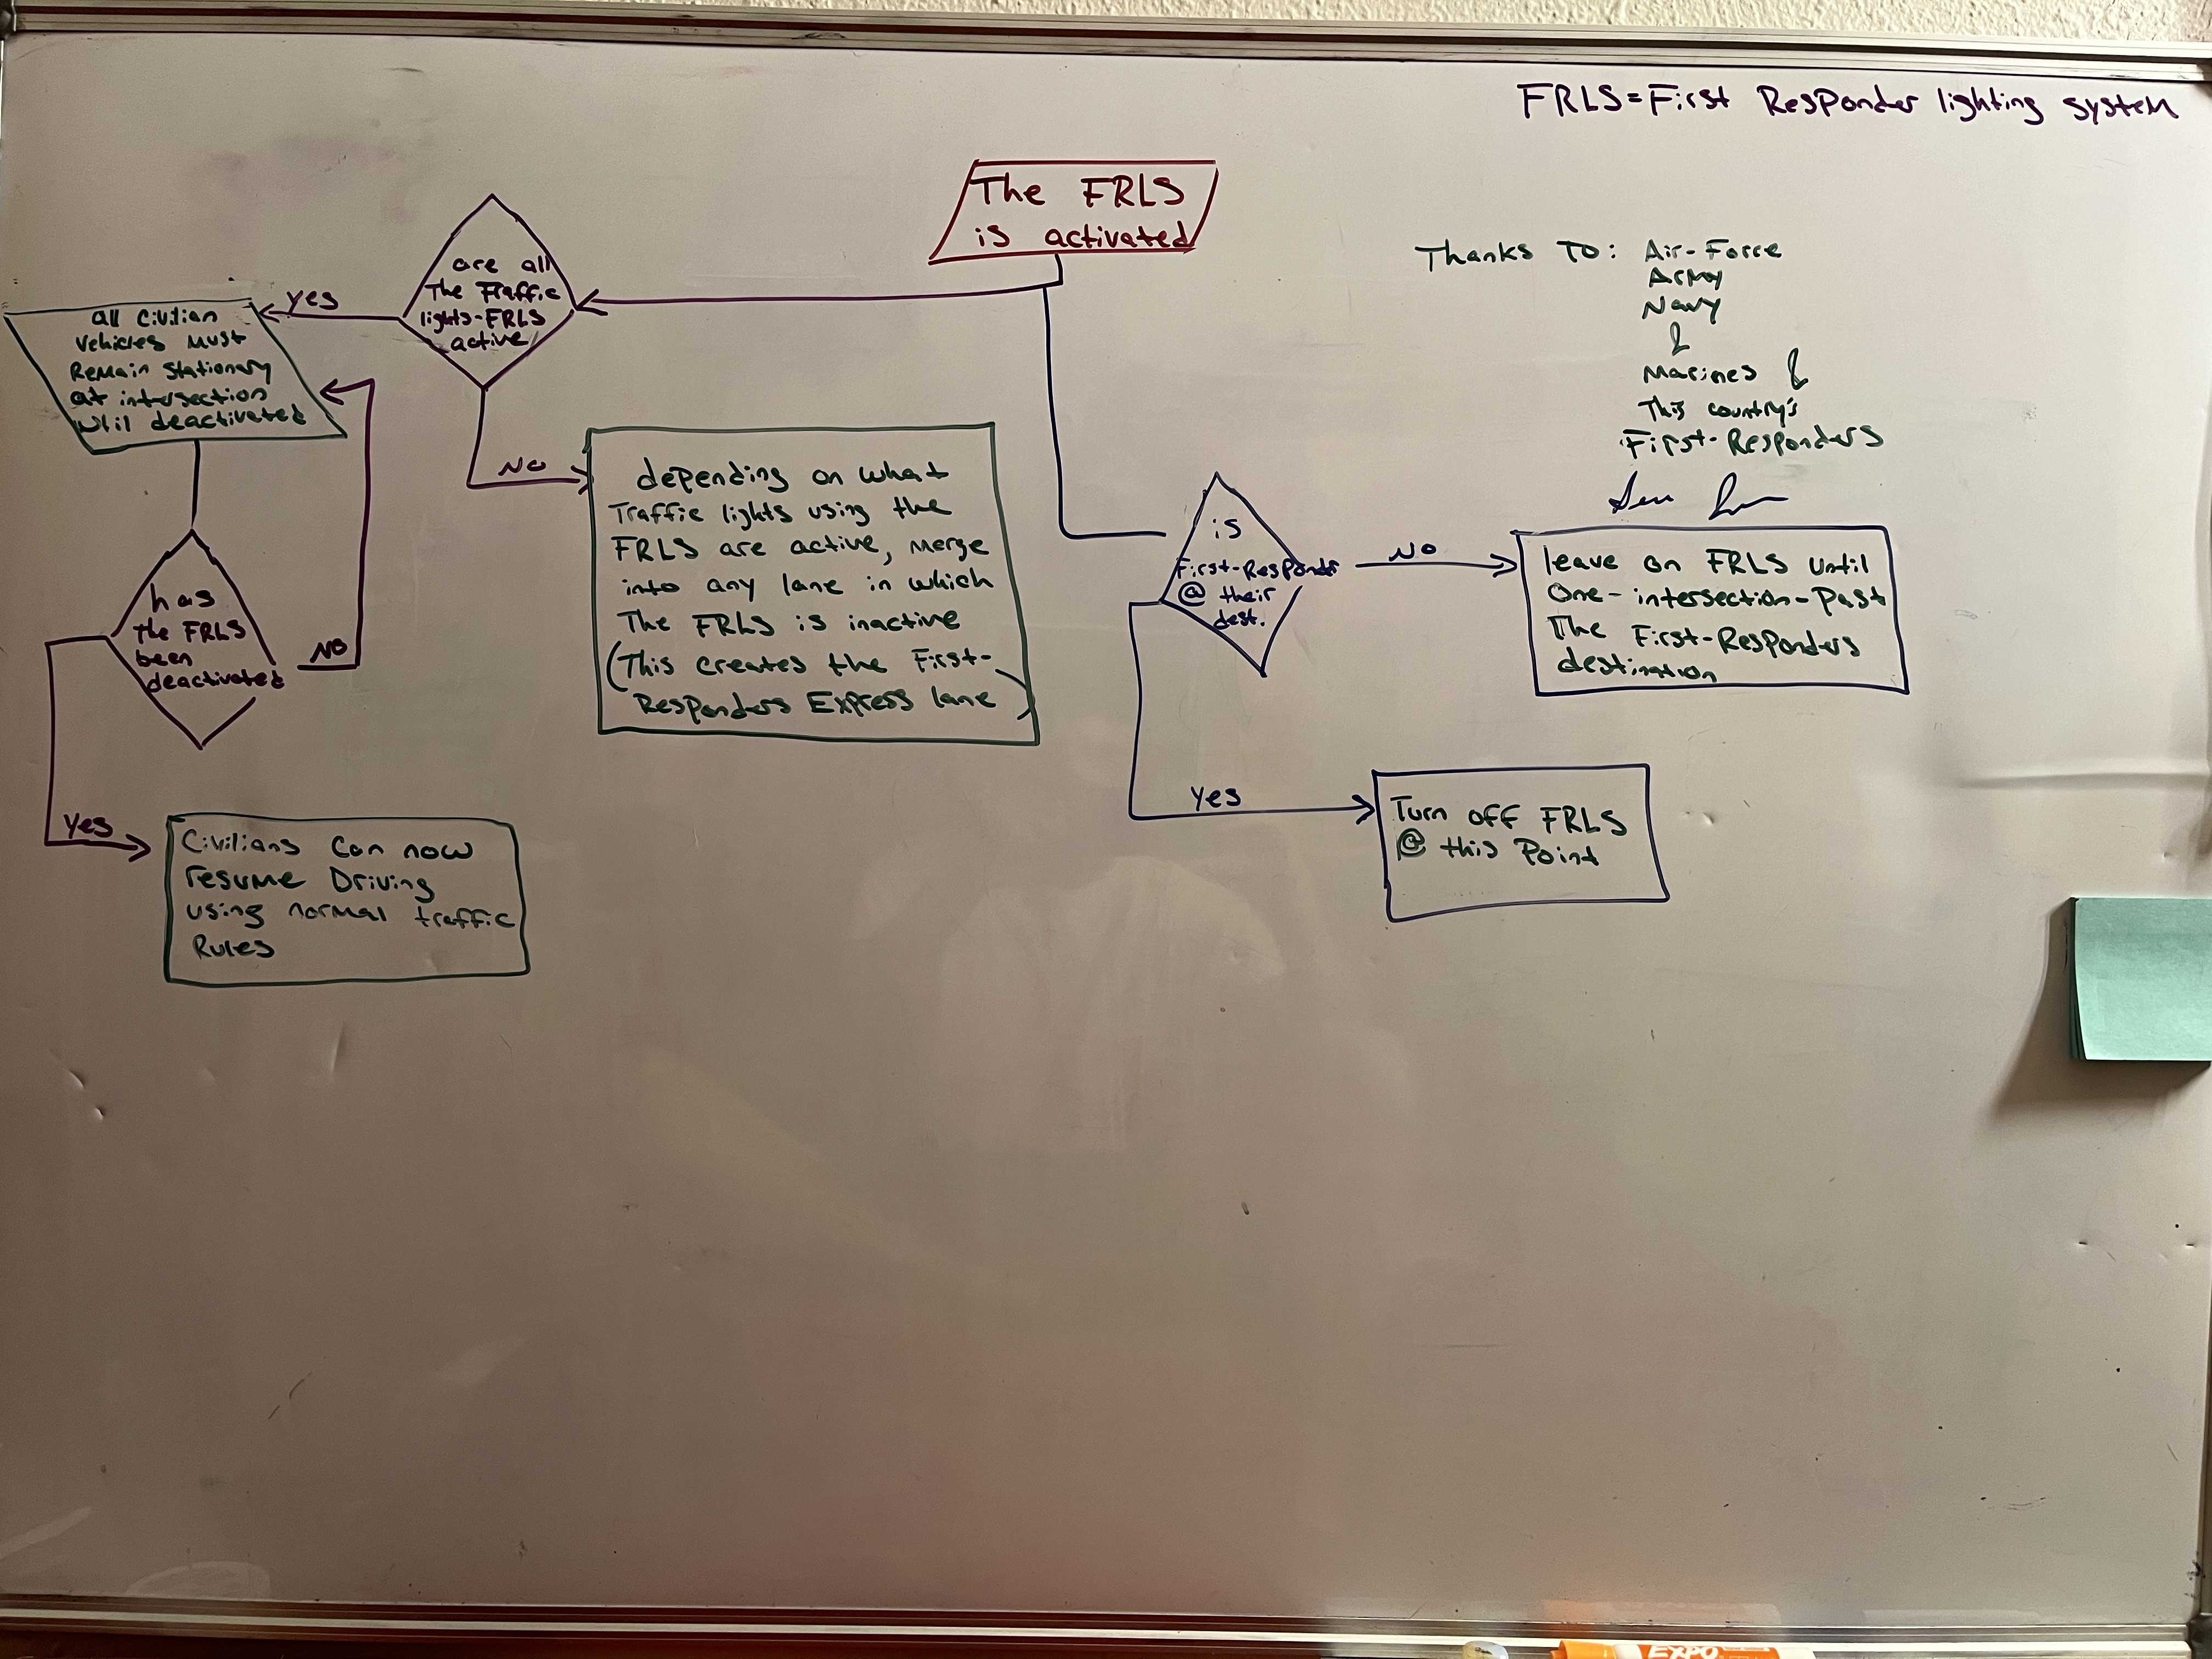 FRLS=First Responder lighting system
The FRLS
is activated
are all
The Traffic
lights-FRLS
active
yes
all Civilian
vehicles must
Remain Stationary
at intersection
until deactivated
NO
depending on what
Traffic lights using the
FRLS are active, merge
into any lane in which
The FRLS is inactive
(This creates the First-
Responders Express lane)
has
the FRLS
been
deactivated
NO
yes
Civilians can now
resume Driving
using normal traffic
Rules
Thanks To: Air-Force
Army
Navy
&
Marines &
This country's
First-Responders
is
First-Responder
@ their
dest.
NO
leave on FRLS until
One-intersection-Past
The First-Responders
destination
yes
Turn off FRLS
@ this Point
EXPO